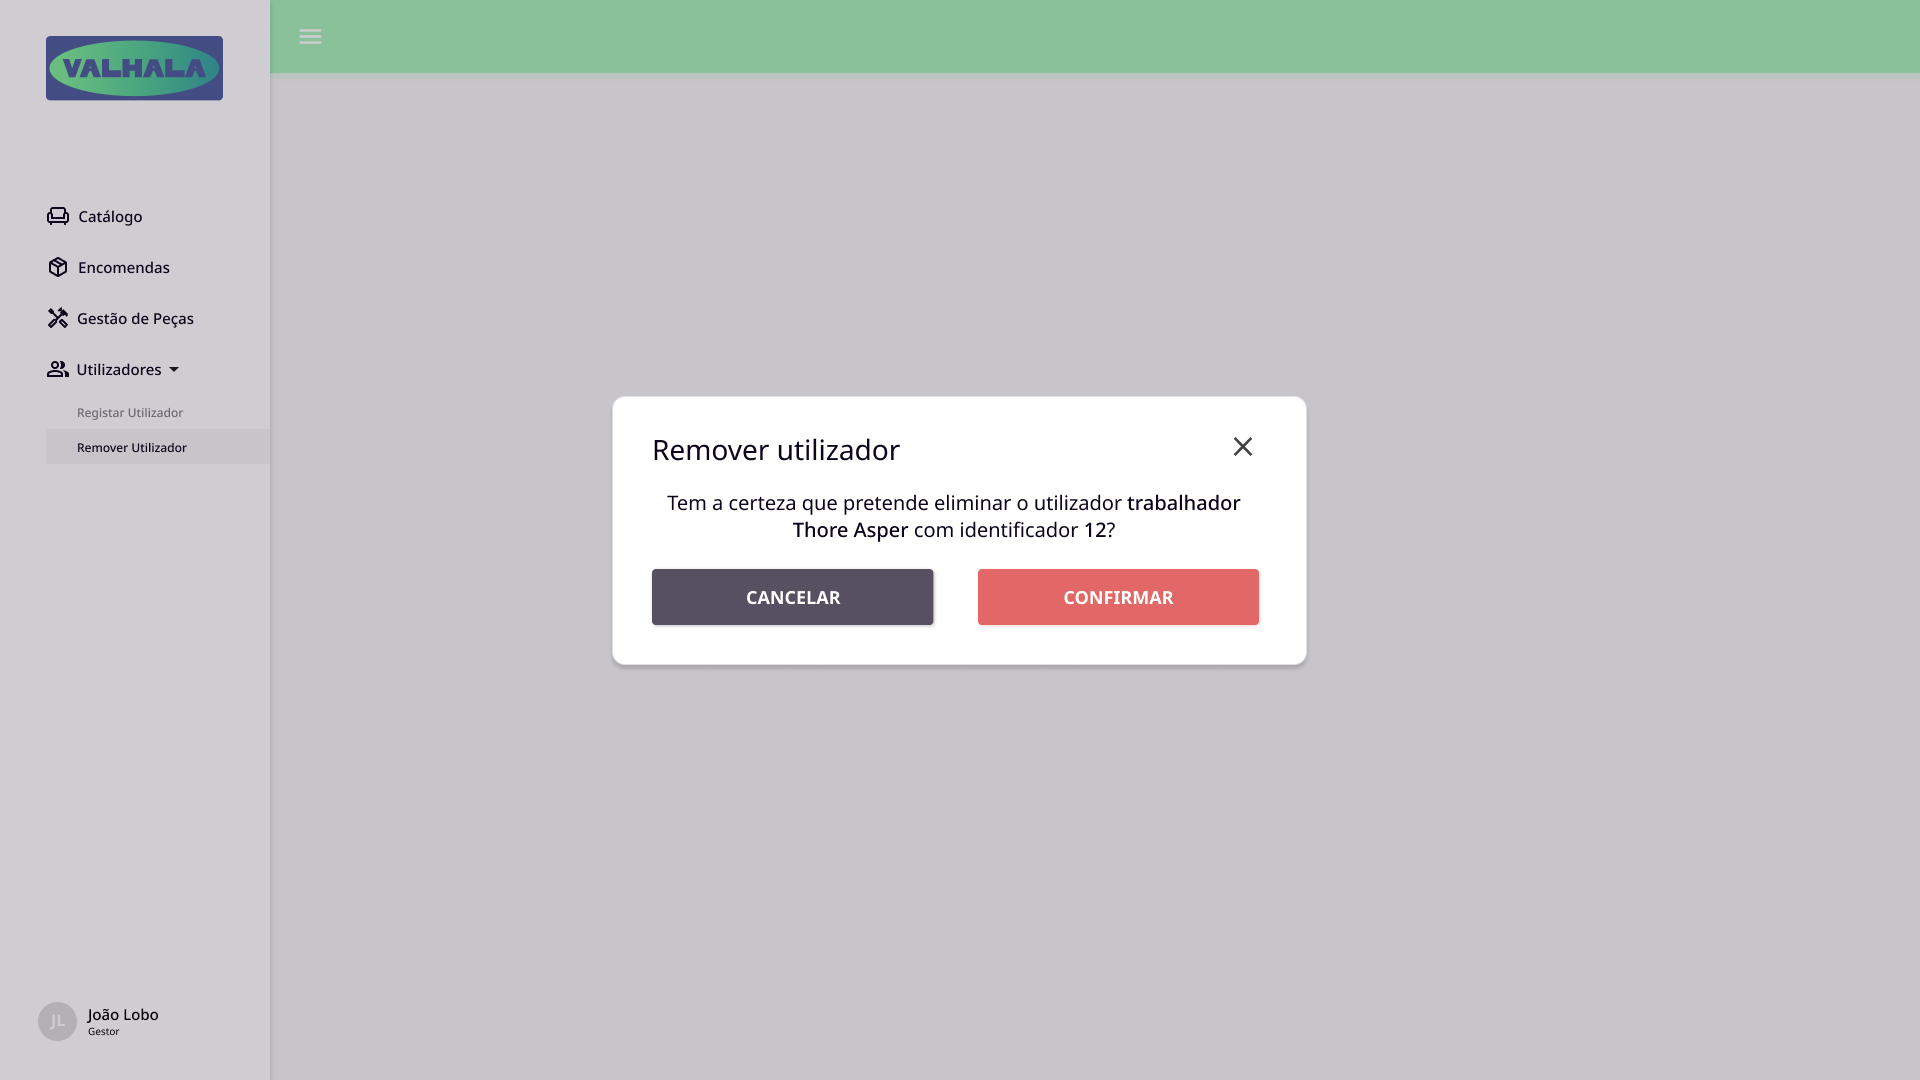 VALHALA
Catálogo
Encomendas
Gestão de Peças
Utilizadores
Registar Utilizador
Remover Utilizador
Remover utilizador
Tem a certeza que pretende eliminar o utilizador trabalhador
Thore Asper com identificador 12?
CANCELAR
CONFIRMAR
JL
João Lobo
Gestor